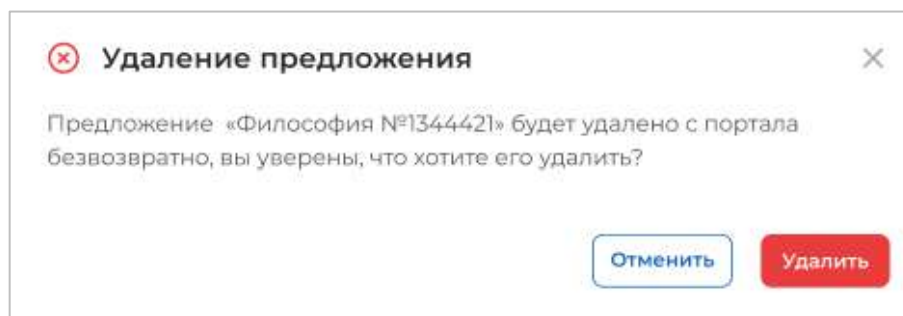 Удаление предложения
Предложение «Философия №1344421» будет удалено с портала
безвозвратно, вы уверены, что хотите его удалить?
Отменить
Удалить